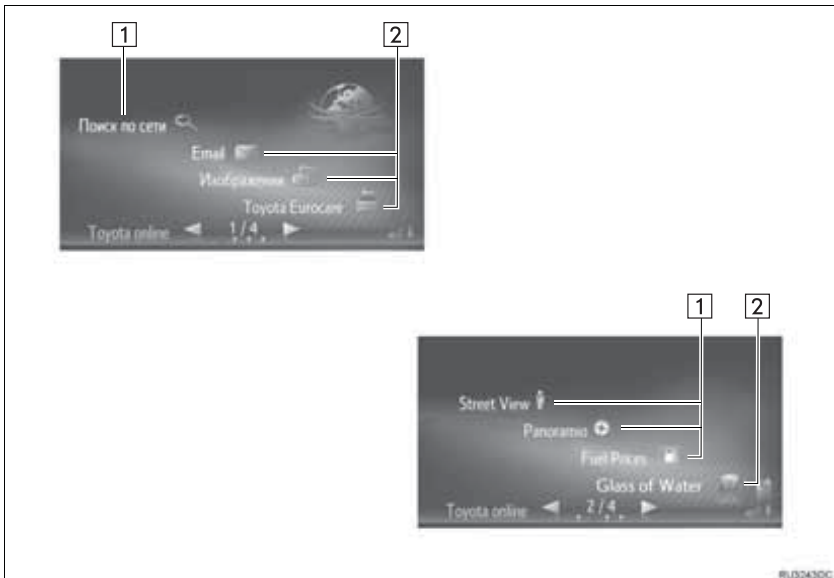 1 2
Поиск по сети
Email
Изображения
Toyota Eurocare
Toyota online 1/4
1 2
Street View
Panoramio
Fuel Prices
Glass of Water
Toyota online 2/4